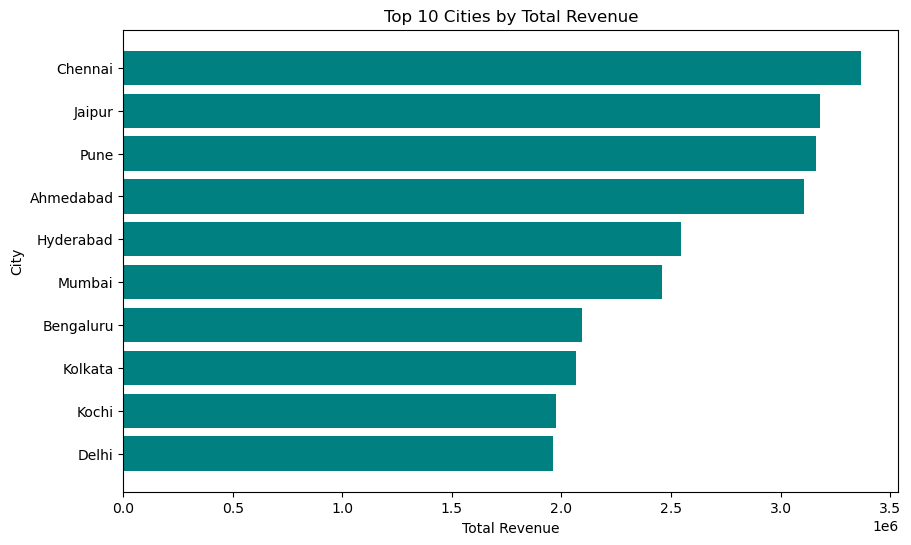 Top 10 Cities by Total Revenue
City
Chennai
Jaipur
Pune
Ahmedabad
Hyderabad
Mumbai
Bengaluru
Kolkata
Kochi
Delhi
0.0 0.5 1.0 1.5 2.0 2.5 3.0 3.5
1e6
Total Revenue